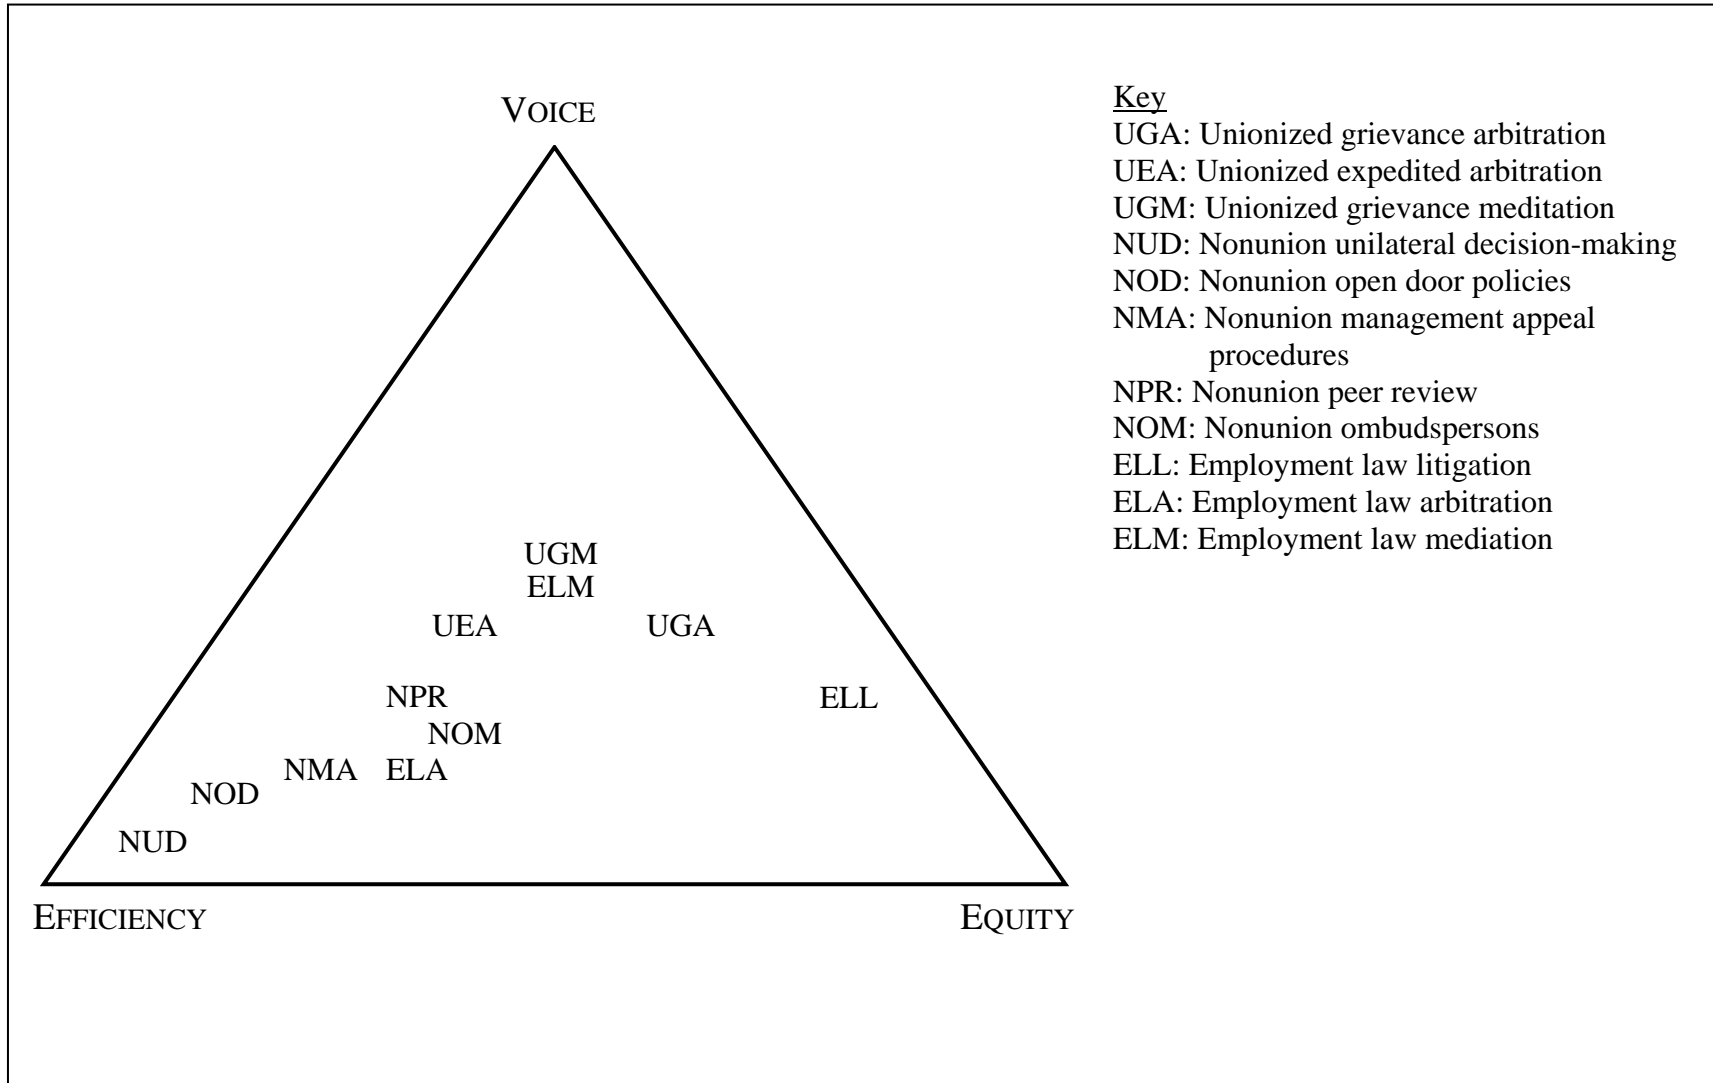 VOICE
UGM
ELM
UEA
UGA
NPR
ELL
NOM
NMA
ELA
NOD
NUD
EFFICIENCY
EQUITY
Key
UGA: Unionized grievance arbitration
UEA: Unionized expedited arbitration
UGM: Unionized grievance meditation
NUD: Nonunion unilateral decision-making
NOD: Nonunion open door policies
NMA: Nonunion management appeal
procedures
NPR: Nonunion peer review
NOM: Nonunion ombudspersons
ELL: Employment law litigation
ELA: Employment law arbitration
ELM: Employment law mediation